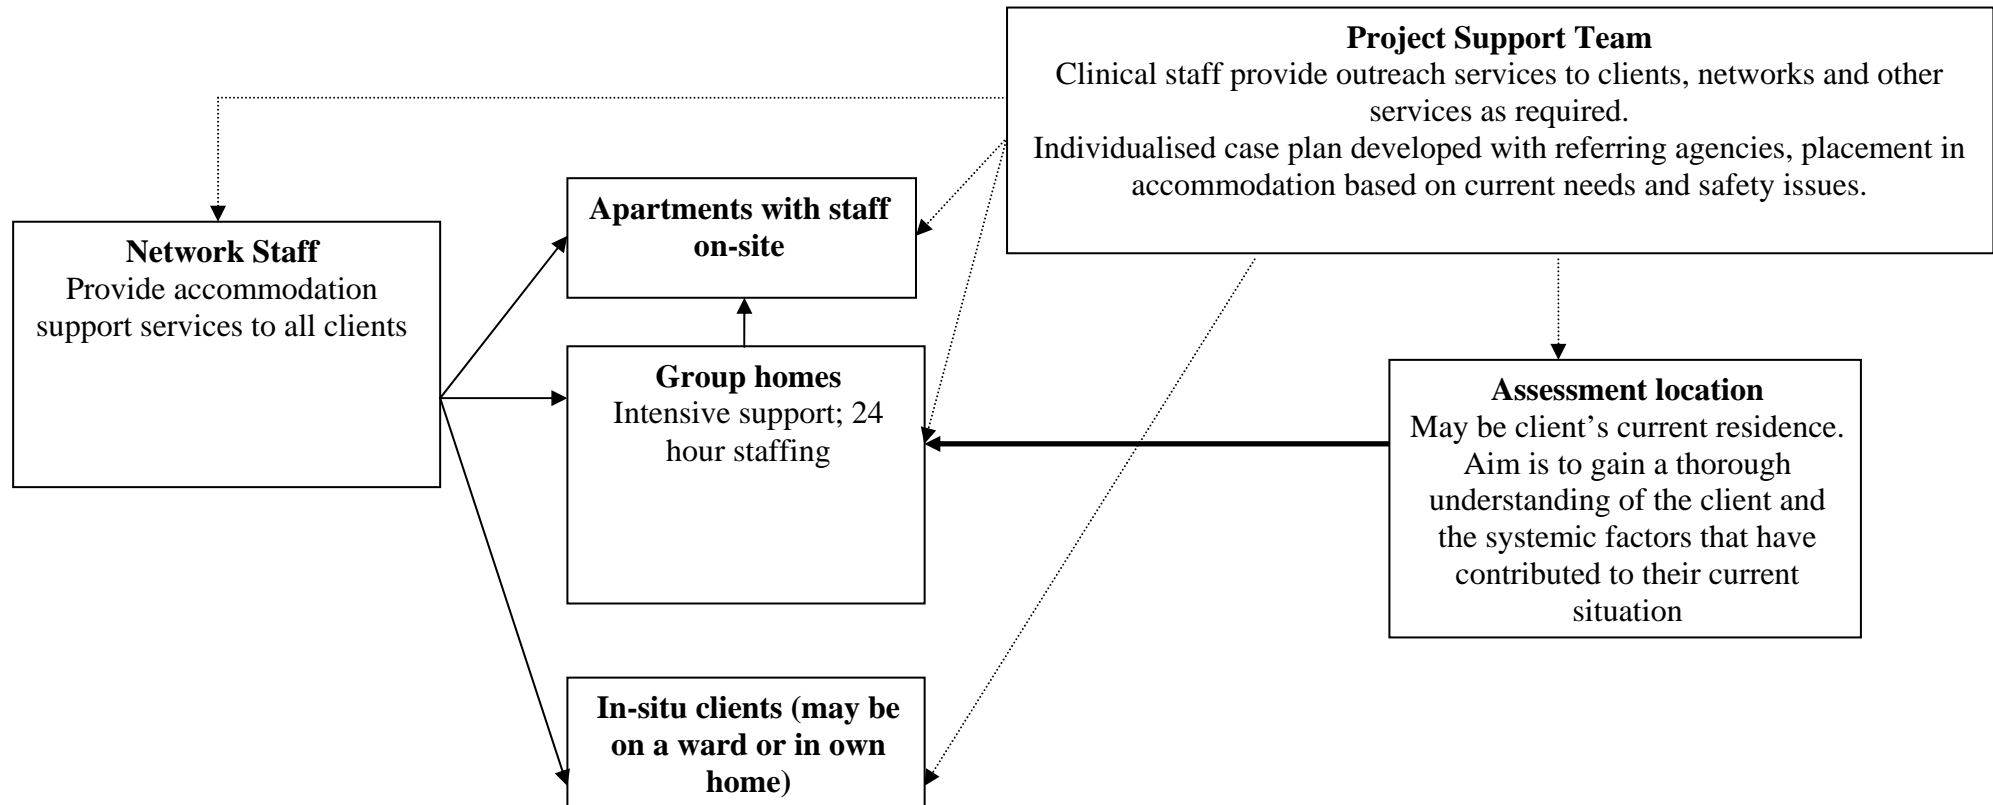 Project Support Team
Clinical staff provide outreach services to clients, networks and other
services as required.
Individualised case plan developed with referring agencies, placement in
accommodation based on current needs and safety issues.
Apartments with staff
on-site
Network Staff
Provide accommodation
support services to all clients
Group homes
Intensive support; 24
hour staffing
Assessment location
May be client’s current residence.
Aim is to gain a thorough
understanding of the client and
the systemic factors that have
contributed to their current
situation
In-situ clients (may be
on a ward or in own
home)